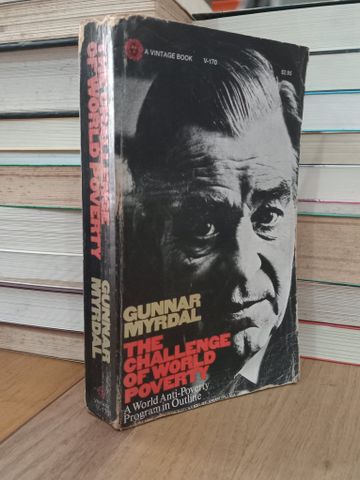 A VINTAGE BOOK
V-170
$2.95
GUNNAR
MYRDAL
THE
CHALLENGE
OF WORLD
POVERTY
A World Anti-Poverty
Program in Outline
THE CHALLENGE
OF WORLD POVERTY
GUNNAR
MYRDAL